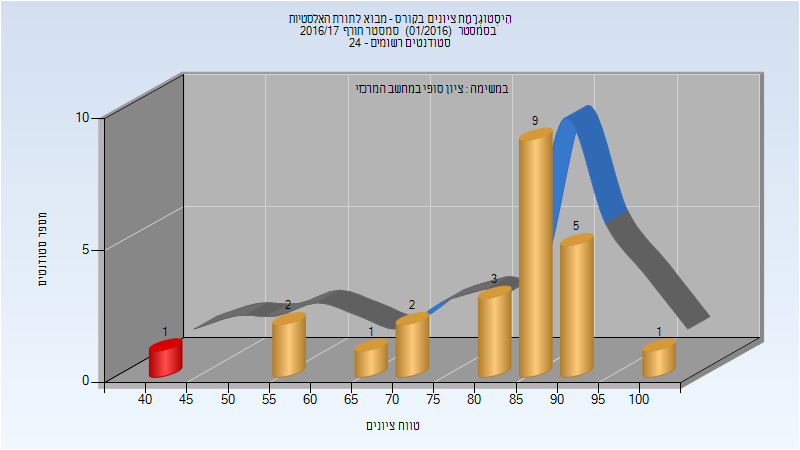 היסטוגרמת ציונים בקורס - מבוא לתורת האלסטיות
בסמסטר (01/2016) סמסטר חורף 2016/17
סטודנטים רשומים - 24
במשימה : ציון סופי במחשב המרכזי
מספר סטודנטים
10
5
0
1
2
1
2
3
9
5
1
40 45 50 55 60 65 70 75 80 85 90 95 100
טווח ציונים